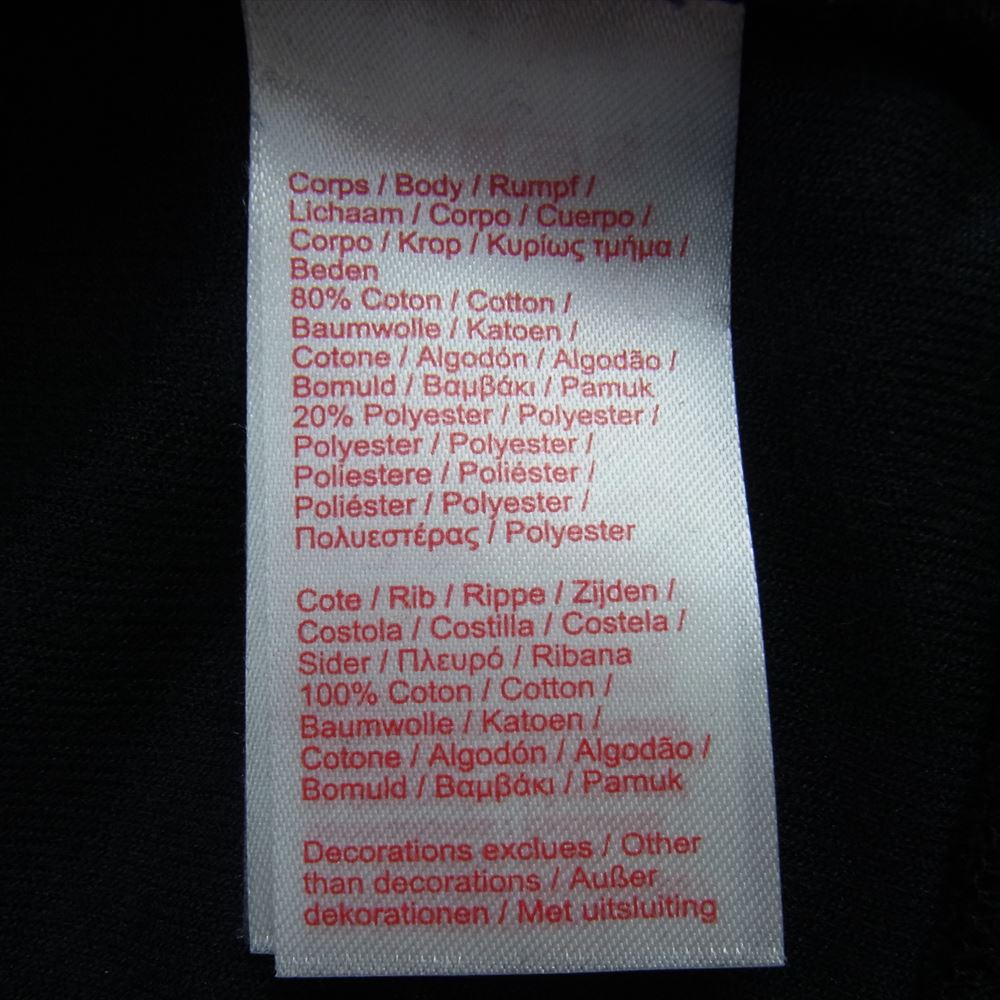 Corps / Body / Rumpf /
Lichaam / Corpo / Cuerpo /
Corpo / Krop / Κυρίως τμήμα /
Beden
80% Coton / Cotton /
Baumwolle / Katoen /
Cotone / Algodón / Algodão /
Bomuld / Βαμβάκι / Pamuk
20% Polyester / Polyester /
Polyester / Polyester /
Poliestere / Poliéster /
Poliéster / Polyester /
Πολυεστέρας / Polyester
Cote / Rib / Rippe / Zijden /
Costola / Costilla / Costela /
Sider / Πλευρό / Ribana
100% Coton / Cotton /
Baumwolle / Katoen /
Cotone / Algodón / Algodão /
Bomuld / Βαμβάκι / Pamuk
Decorations exclues / Other
than decorations / Außer
dekorationen / Met uitsluiting